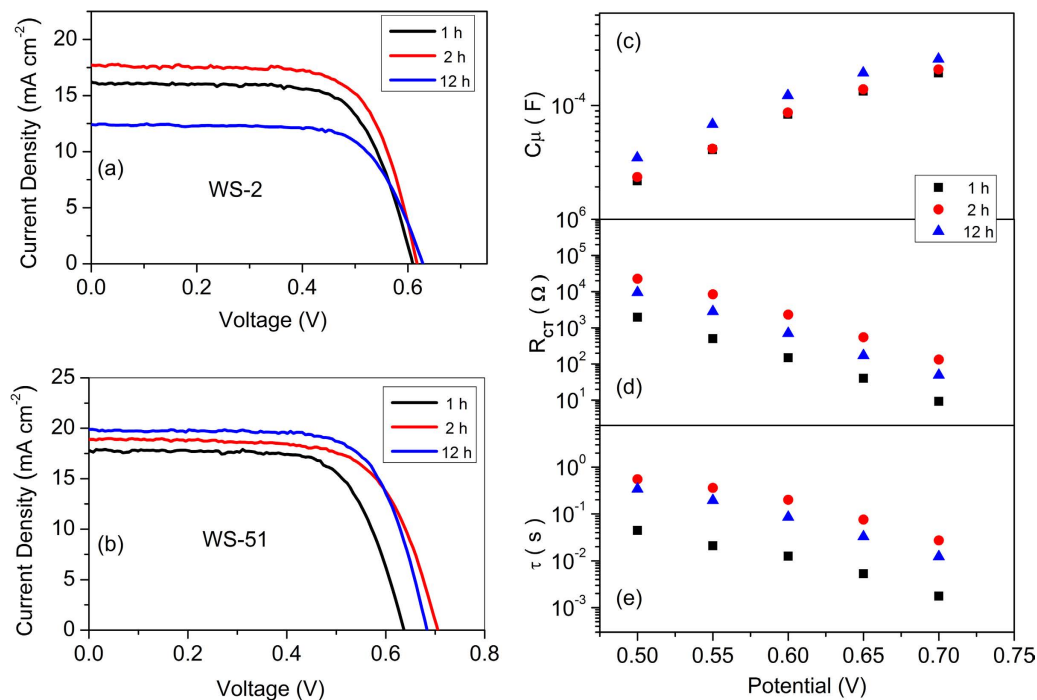 20
15
10
5
0
Current Density (mA cm⁻²)
1 h
2 h
12 h
(a)
WS-2
0.0
0.2
0.4
0.6
Voltage (V)
25
20
15
10
5
0
Current Density (mA cm⁻²)
1 h
2 h
12 h
(b)
WS-51
0.0
0.2
0.4
0.6
0.8
Voltage (V)
(c)
10⁻⁴
10⁶
Cμ ( F )
1 h
2 h
12 h
10⁵
10⁴
10³
10²
10¹
R_CT ( Ω )
(d)
10⁰
10⁻¹
10⁻²
10⁻³
τ ( s )
(e)
0.50
0.55
0.60
0.65
0.70
0.75
Potential (V)